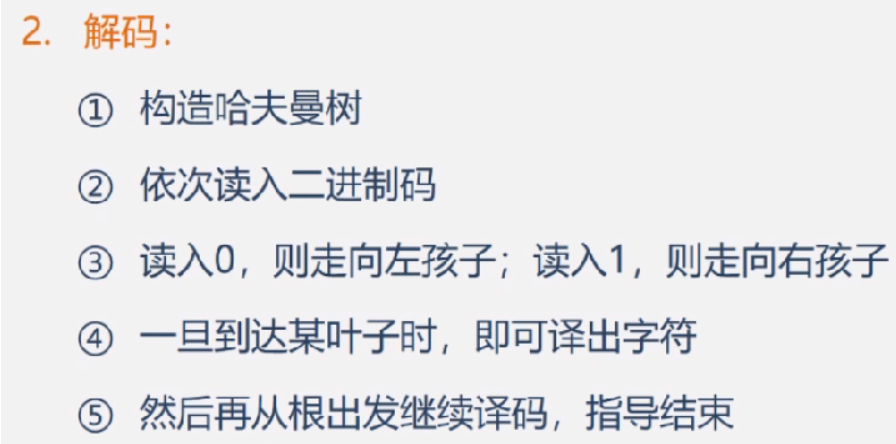 2. 解码：
① 构造哈夫曼树
② 依次读入二进制码
③ 读入0，则走向左孩子；读入1，则走向右孩子
④ 一旦到达某叶子时，即可译出字符
⑤ 然后再从根出发继续译码，指导结束